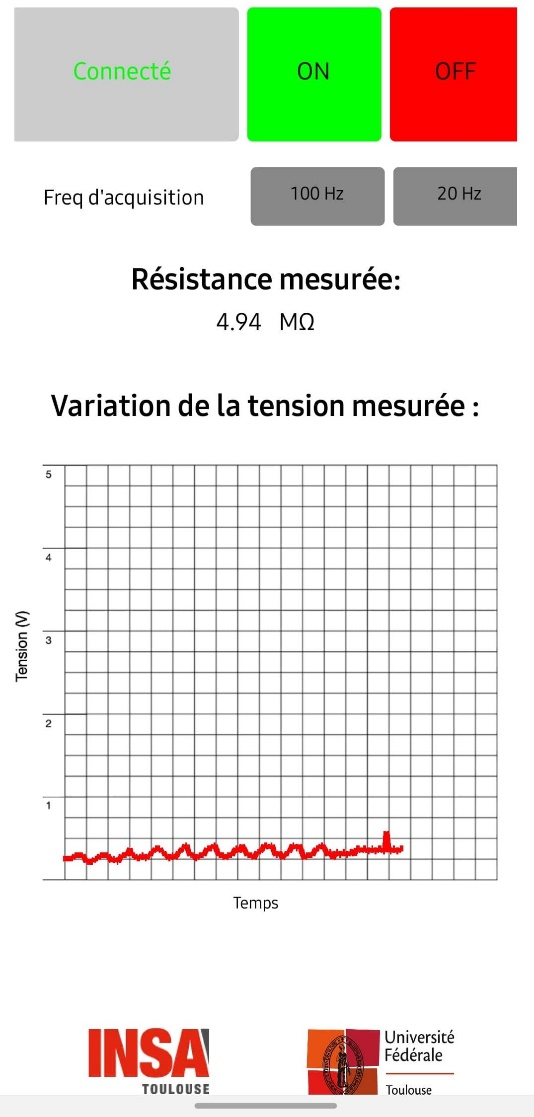 Connecté ON OFF
Freq d'acquisition 100 Hz 20 Hz
Résistance mesurée:
4.94 MΩ
Variation de la tension mesurée :
5
4
3
2
1
Tension (V)
Temps
INSA
TOULOUSE
Université
Fédérale
Toulouse